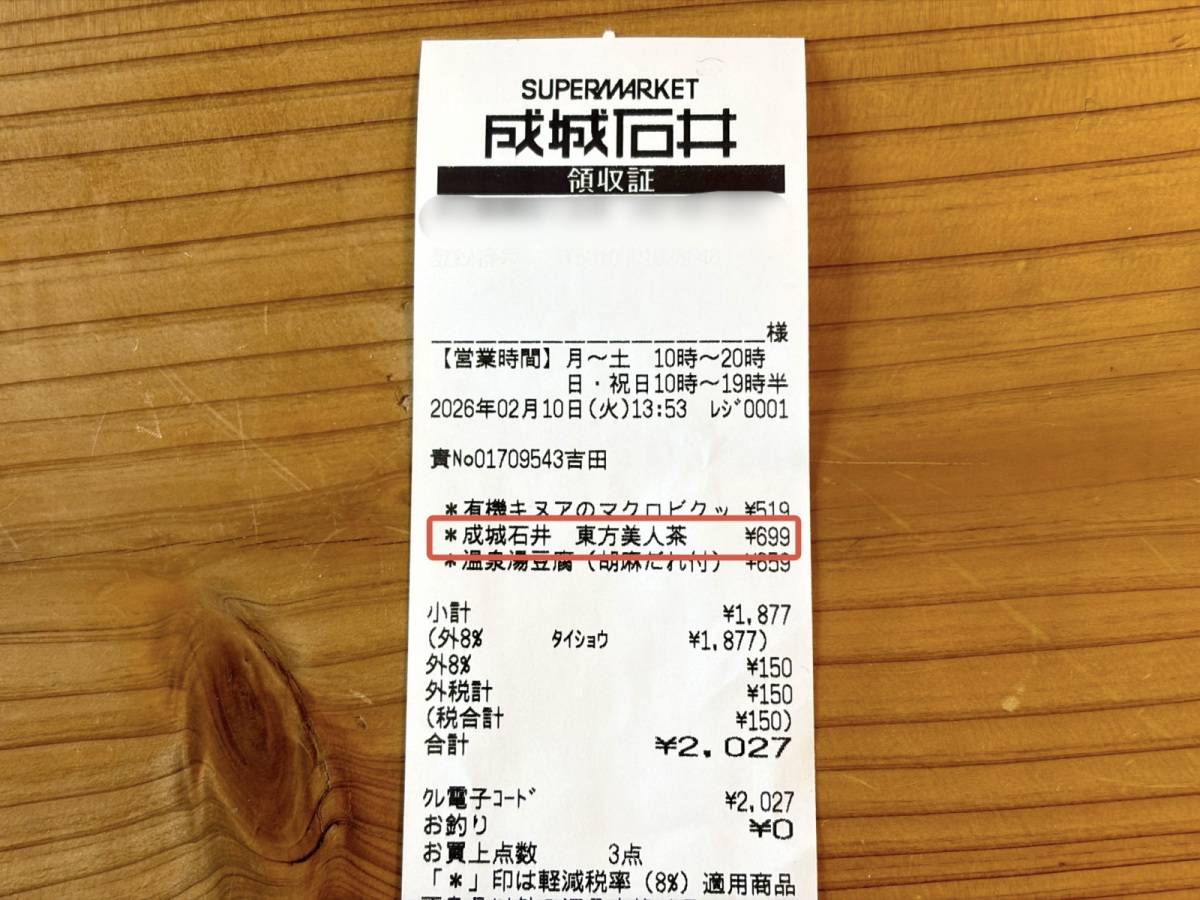 SUPERMARKET
成城石井
領収証
様
【営業時間】月〜土 10時〜20時
日・祝日10時〜19時半
2026年02月10日(火)13:53 ﾚｼﾞ0001
責No01709543吉田
*有機キヌアのマクロビクッ ¥519
*成城石井 東方美人茶 ¥699
*温泉湯豆腐(胡麻だれ付) ¥659
小計 ¥1,877
(外8% ﾀｲｼｮｳ ¥1,877)
外8% ¥150
外税計 ¥150
(税合計 ¥150)
合計 ¥2,027
ｸﾚ電子ｺｰﾄﾞ ¥2,027
お釣り ¥0
お買上点数 3点
「*」印は軽減税率(8%)適用商品